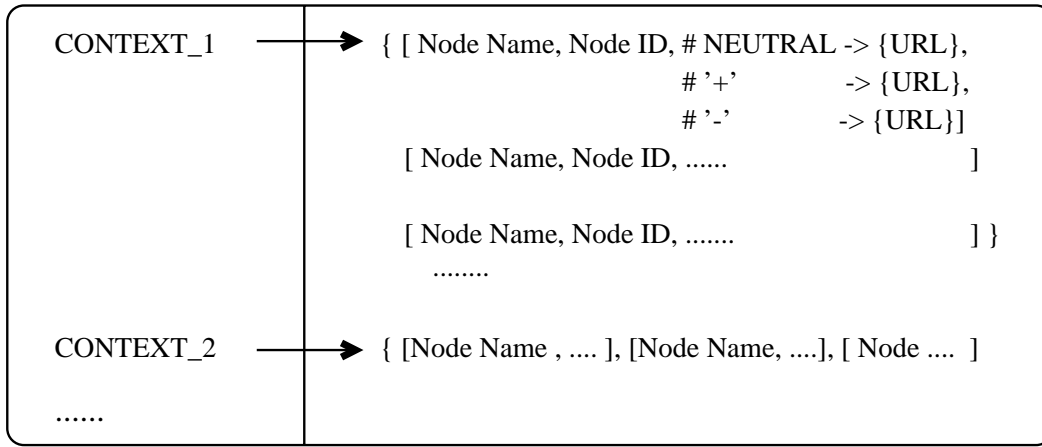 CONTEXT_1 { [ Node Name, Node ID, # NEUTRAL -> {URL},
# ’+’ -> {URL},
# ’-’ -> {URL}]
[ Node Name, Node ID, ...... ]
[ Node Name, Node ID, ....... ] }
........
CONTEXT_2 { [Node Name , .... ], [Node Name, ....], [ Node .... ]
......